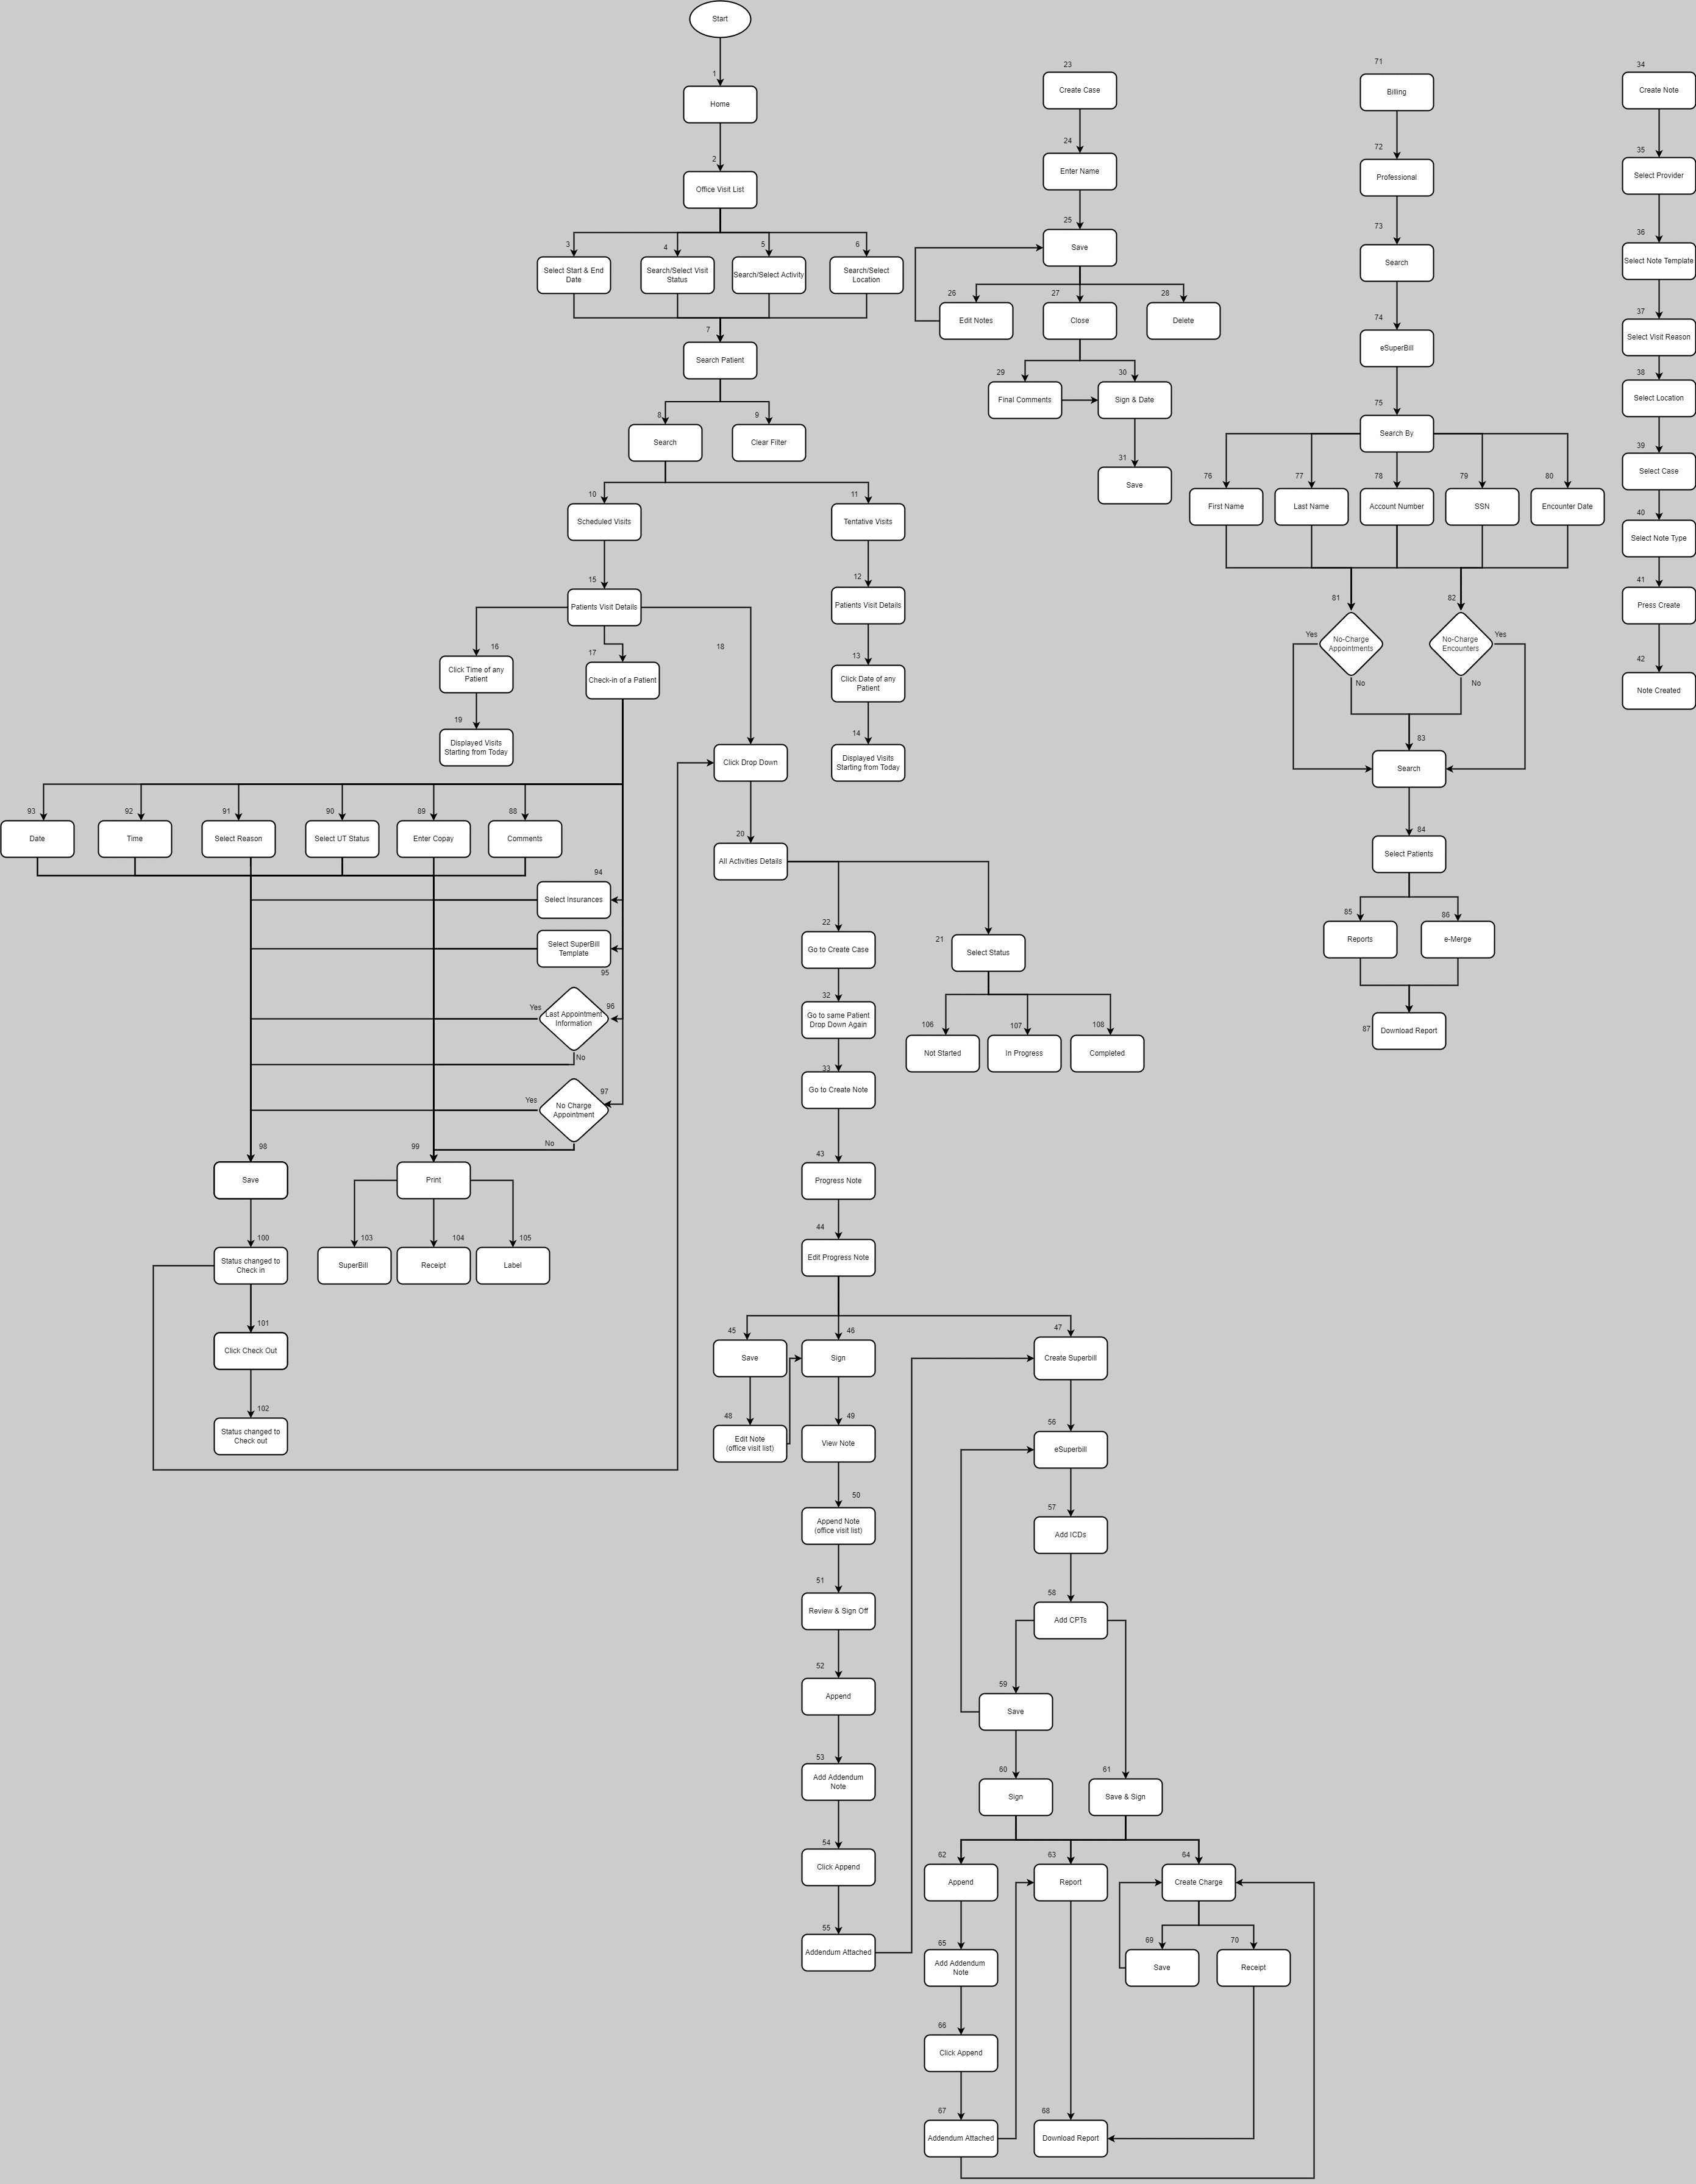 Start
1
Home
2
Office Visit List
3
Select Start & End
Date
4
Search/Select Visit
Status
5
Search/Select Activity
6
Search/Select
Location
7
Search Patient
8
Search
9
Clear Filter
10
Scheduled Visits
11
Tentative Visits
12
Patients Visit Details
13
Click Date of any
Patient
14
Displayed Visits
Starting from Today
15
Patients Visit Details
16
Click Time of any
Patient
17
Check-in of a Patient
18
Click Drop Down
19
Displayed Visits
Starting from Today
93
Date
92
Time
91
Select Reason
90
Select UT Status
89
Enter Copay
88
Comments
94
Select Insurances
Select SuperBill
Template
95
Yes
96
Last Appointment
Information
No
97
Yes
No Charge
Appointment
No
98
Save
99
Print
100
Status changed to
Check in
101
Click Check Out
102
Status changed to
Check out
103
SuperBill
104
Receipt
105
Label
20
All Activities Details
21
Select Status
106
Not Started
107
In Progress
108
Completed
22
Go to Create Case
32
Go to same Patient
Drop Down Again
33
Go to Create Note
43
Progress Note
44
Edit Progress Note
45
Save
46
Sign
47
Create Superbill
48
Edit Note
(office visit list)
49
View Note
50
Append Note
(office visit list)
51
Review & Sign Off
52
Append
53
Add Addendum
Note
54
Click Append
55
Addendum Attached
56
eSuperbill
57
Add ICDs
58
Add CPTs
59
Save
60
Sign
61
Save & Sign
62
Append
63
Report
64
Create Charge
65
Add Addendum
Note
66
Click Append
67
Addendum Attached
68
Download Report
69
Save
70
Receipt
23
Create Case
24
Enter Name
25
Save
26
Edit Notes
27
Close
28
Delete
29
Final Comments
30
Sign & Date
31
Save
71
Billing
72
Professional
73
Search
74
eSuperBill
75
Search By
76
First Name
77
Last Name
78
Account Number
79
SSN
80
Encounter Date
81
Yes
No-Charge
Appointments
No
82
Yes
No-Charge
Encounters
No
83
Search
84
Select Patients
85
Reports
86
e-Merge
87
Download Report
34
Create Note
35
Select Provider
36
Select Note Template
37
Select Visit Reason
38
Select Location
39
Select Case
40
Select Note Type
41
Press Create
42
Note Created